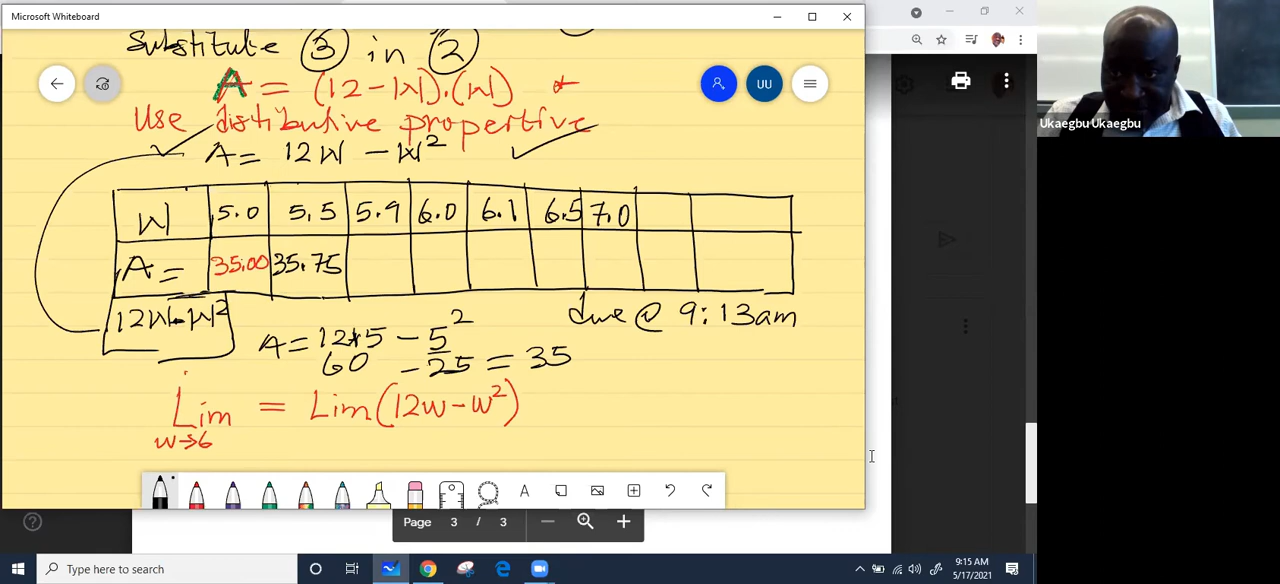 Microsoft Whiteboard
Substitute 3 in 2
A = (12-W).(W)
Use distibutive propertive
A = 12W - W²
W 5.0 5.5 5.9 6.0 6.1 6.5 7.0
A = 35.00 35.75
12W-W²
due @ 9:13am
A = 12*5 - 5²
60 - 25 = 35
Lim = Lim(12w-w²)
w→6
UU
Ukaegbu Ukaegbu
A
Page 3 / 3
Type here to search
9:15 AM
5/17/2021